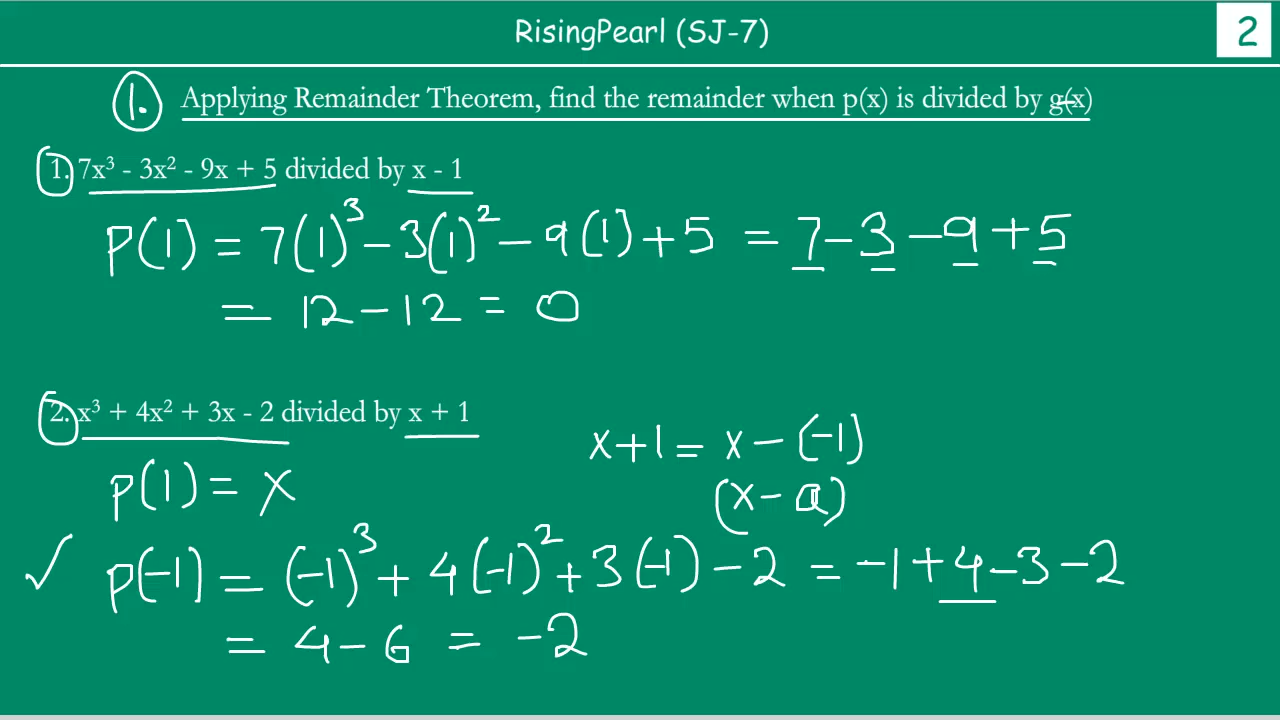 RisingPearl (SJ-7)
2
1. Applying Remainder Theorem, find the remainder when p(x) is divided by g(x)
1. 7x³ - 3x² - 9x + 5 divided by x - 1
P(1) = 7(1)³ - 3(1)² - 9(1) + 5 = 7 - 3 - 9 + 5
= 12 - 12 = 0
2. x³ + 4x² + 3x - 2 divided by x + 1
x + 1 = x - (-1)
p(1) = x
(x - a)
✓ p(-1) = (-1)³ + 4(-1)² + 3(-1) - 2 = -1 + 4 - 3 - 2
= 4 - 6 = -2